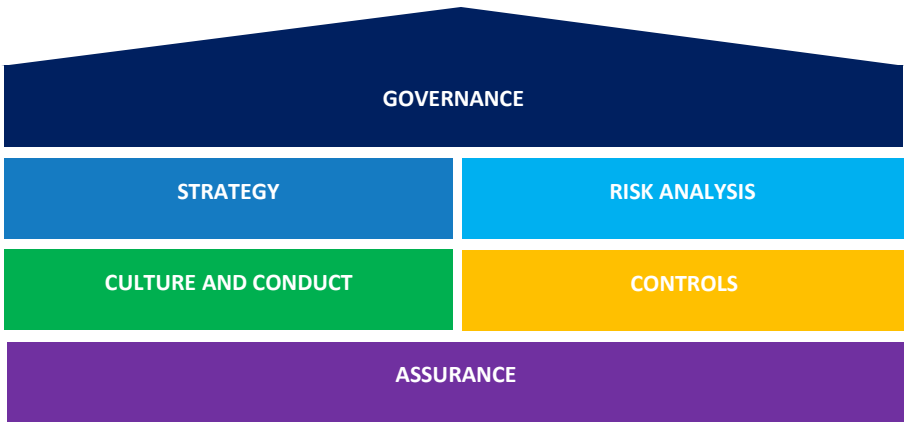 GOVERNANCE
STRATEGY
RISK ANALYSIS
CULTURE AND CONDUCT
CONTROLS
ASSURANCE